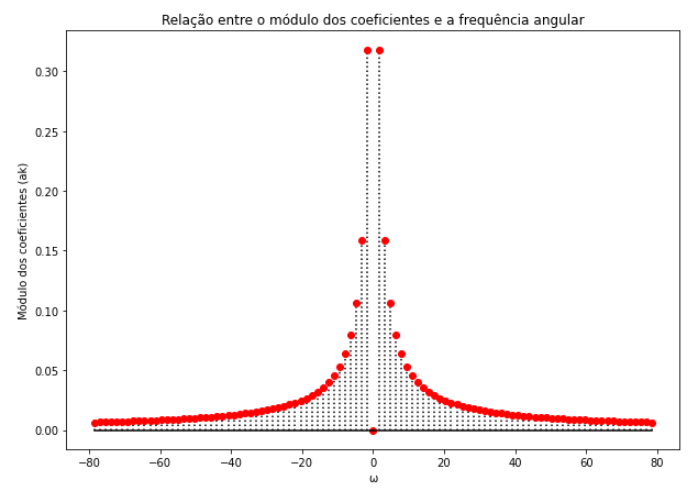 Relação entre o módulo dos coeficientes e a frequência angular
Módulo dos coeficientes (ak)
0.30
0.25
0.20
0.15
0.10
0.05
0.00
−80 −60 −40 −20 0 20 40 60 80
ω